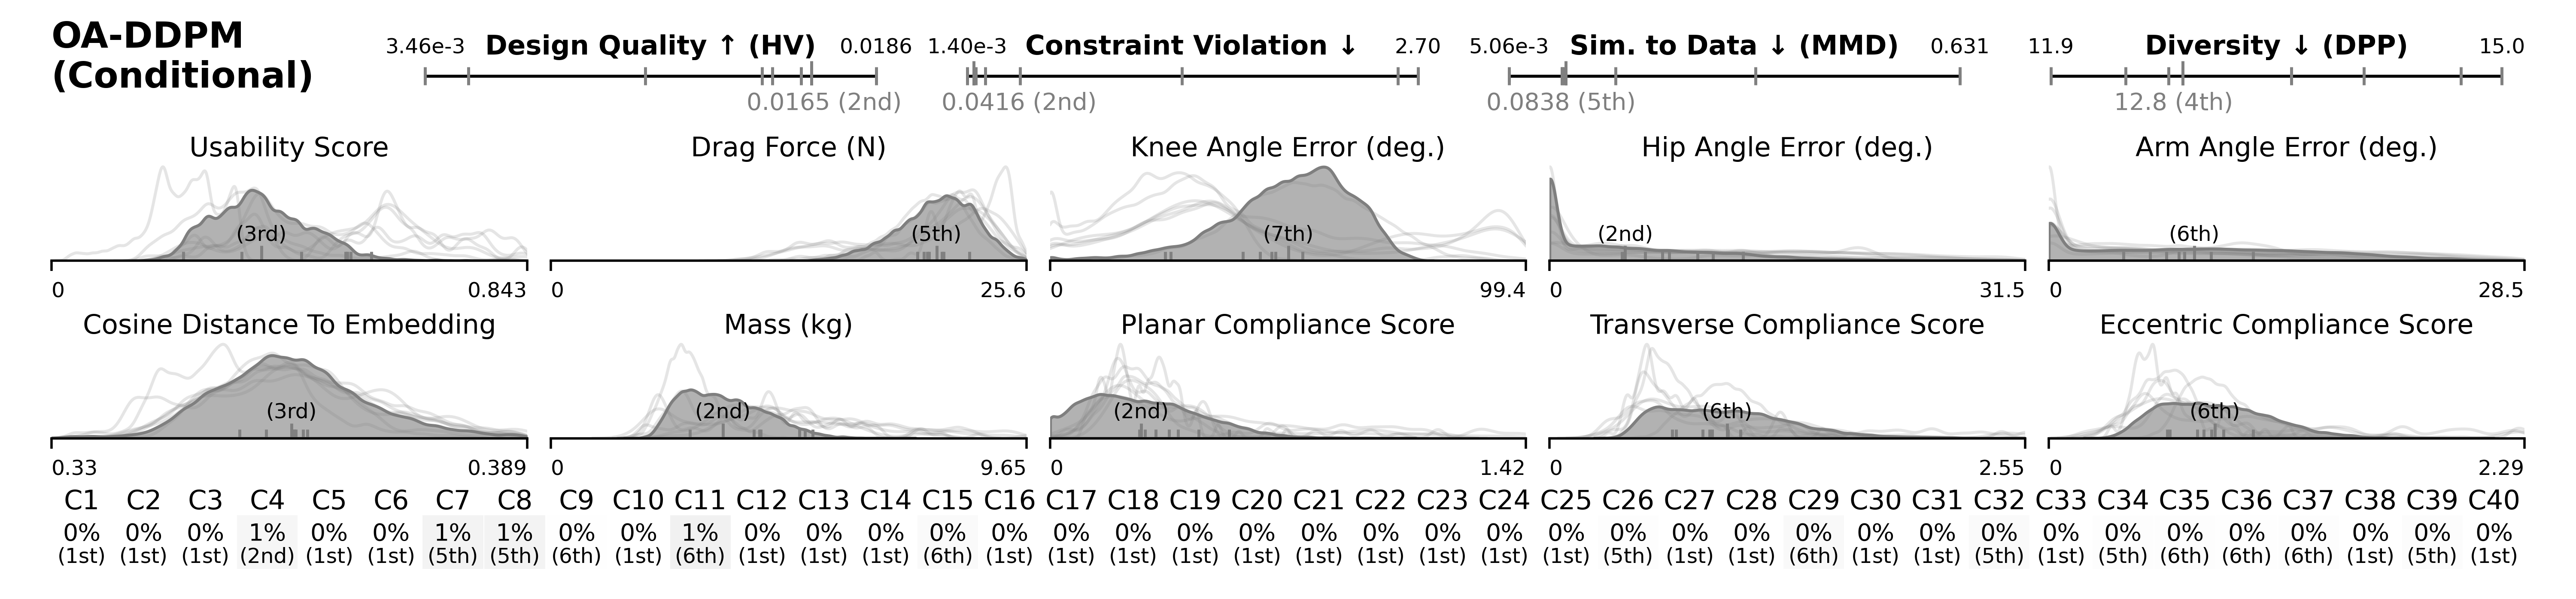 OA-DDPM
(Conditional)
3.46e-3 Design Quality ↑ (HV) 0.0186
0.0165 (2nd)
1.40e-3 Constraint Violation ↓ 2.70
0.0416 (2nd)
5.06e-3 Sim. to Data ↓ (MMD) 0.631
0.0838 (5th)
11.9 Diversity ↓ (DPP) 15.0
12.8 (4th)
Usability Score
(3rd)
0 0.843
Drag Force (N)
(5th)
0 25.6
Knee Angle Error (deg.)
(7th)
0 99.4
Hip Angle Error (deg.)
(2nd)
0 31.5
Arm Angle Error (deg.)
(6th)
0 28.5
Cosine Distance To Embedding
(3rd)
0.33 0.389
Mass (kg)
(2nd)
0 9.65
Planar Compliance Score
(2nd)
0 1.42
Transverse Compliance Score
(6th)
0 2.55
Eccentric Compliance Score
(6th)
0 2.29
C1 C2 C3 C4 C5 C6 C7 C8 C9 C10 C11 C12 C13 C14 C15 C16 C17 C18 C19 C20 C21 C22 C23 C24 C25 C26 C27 C28 C29 C30 C31 C32 C33 C34 C35 C36 C37 C38 C39 C40
0% 0% 0% 1% 0% 0% 1% 1% 0% 0% 1% 0% 0% 0% 0% 0% 0% 0% 0% 0% 0% 0% 0% 0% 0% 0% 0% 0% 0% 0% 0% 0% 0% 0% 0% 0% 0% 0% 0% 0%
(1st) (1st) (1st) (2nd) (1st) (1st) (5th) (5th) (6th) (1st) (6th) (1st) (1st) (1st) (6th) (1st) (1st) (1st) (1st) (1st) (1st) (1st) (1st) (1st) (1st) (5th) (1st) (1st) (6th) (1st) (1st) (5th) (1st) (5th) (6th) (6th) (6th) (1st) (5th) (1st)